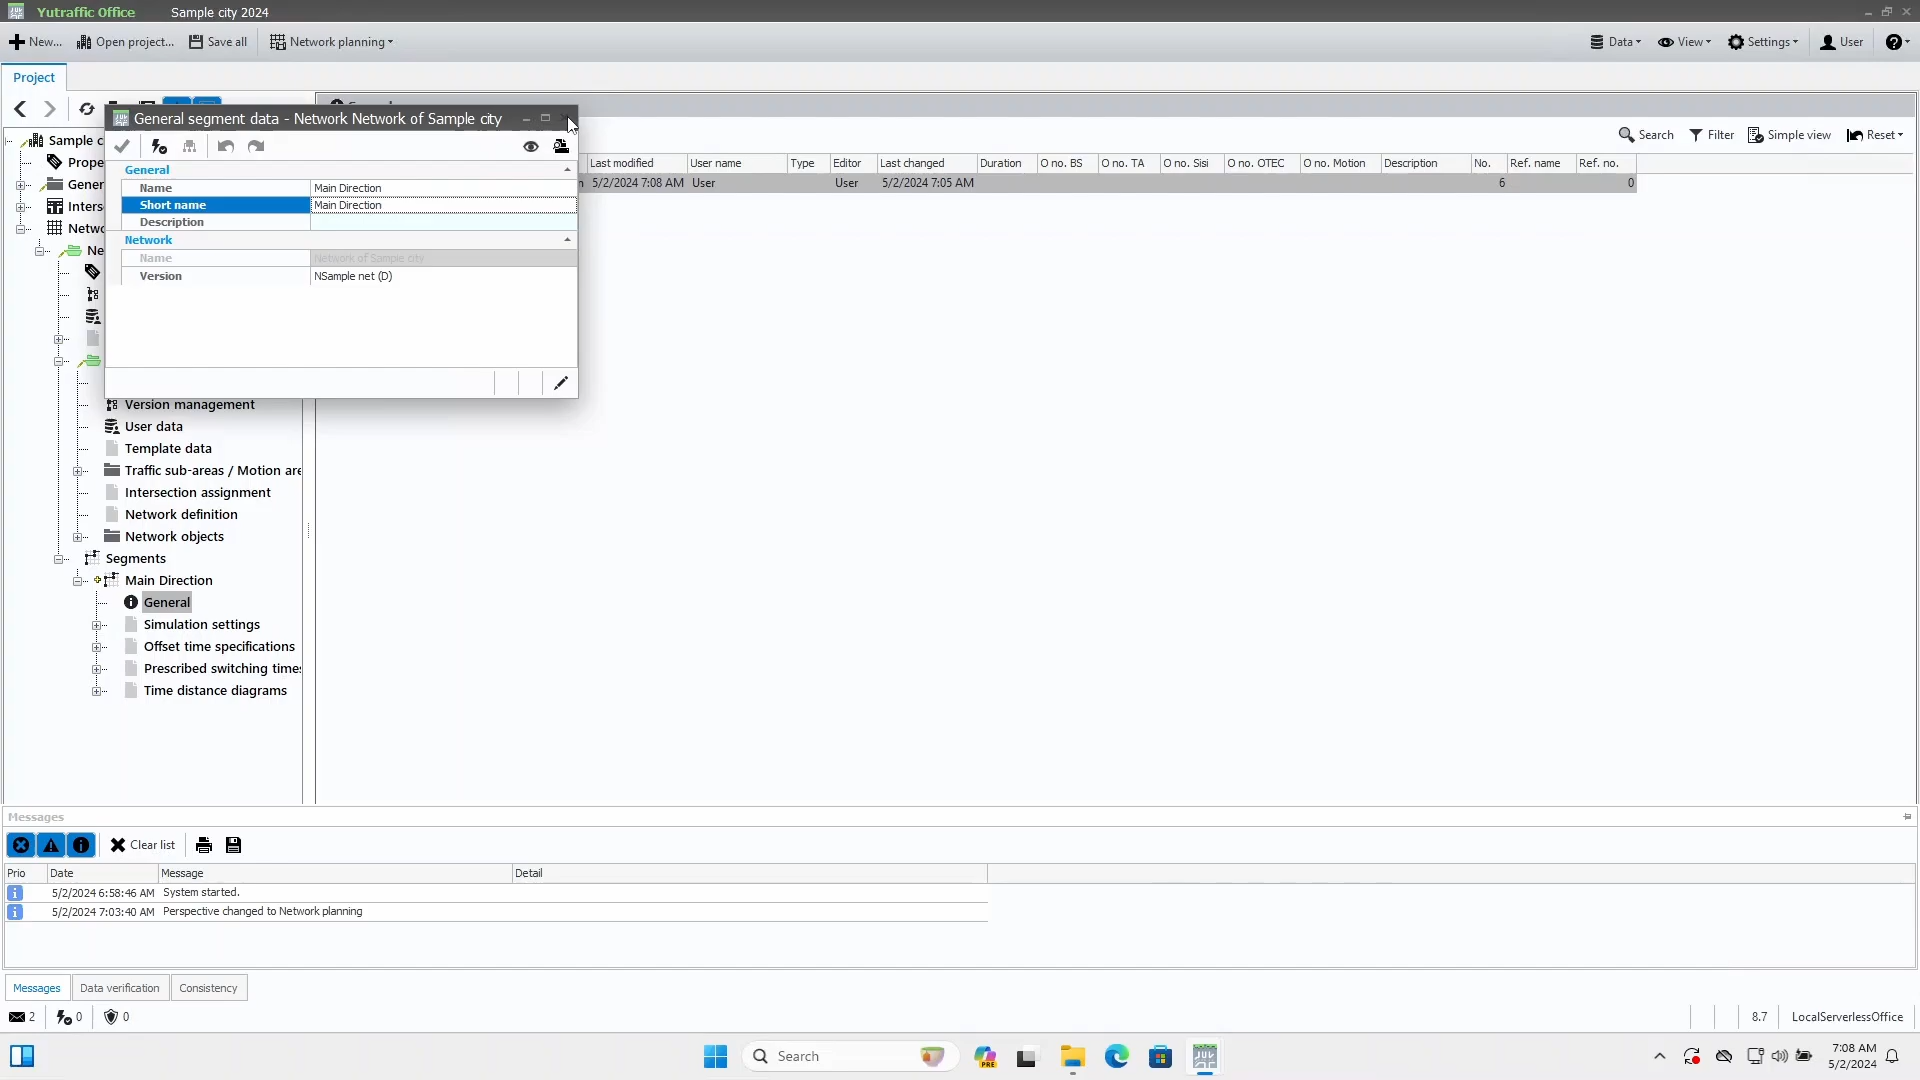 Yutraffic Office Sample city 2024
New... Open project... Save all Network planning Data View Settings User
Project
General segment data - Network Network of Sample city
Search Filter Simple view Reset
Sample c
Prope
Gener
Inters
Netwo
Ne
General
Name Main Direction
Short name Main Direction
Description
Network
Name Network of Sample city
Version NSample net (D)
Last modified User name Type Editor Last changed Duration O no. BS O no. TA O no. Sisi O no. OTEC O no. Motion Description No. Ref. name Ref. no.
5/2/2024 7:08 AM User User 5/2/2024 7:05 AM 6 0
Version management
User data
Template data
Traffic sub-areas / Motion are
Intersection assignment
Network definition
Network objects
Segments
Main Direction
General
Simulation settings
Offset time specifications
Prescribed switching times
Time distance diagrams
Messages
Clear list
Prio Date Message Detail
5/2/2024 6:58:46 AM System started.
5/2/2024 7:03:40 AM Perspective changed to Network planning
Messages Data verification Consistency
2 0 0 8.7 LocalServerlessOffice
Search PRE 7:08 AM
5/2/2024